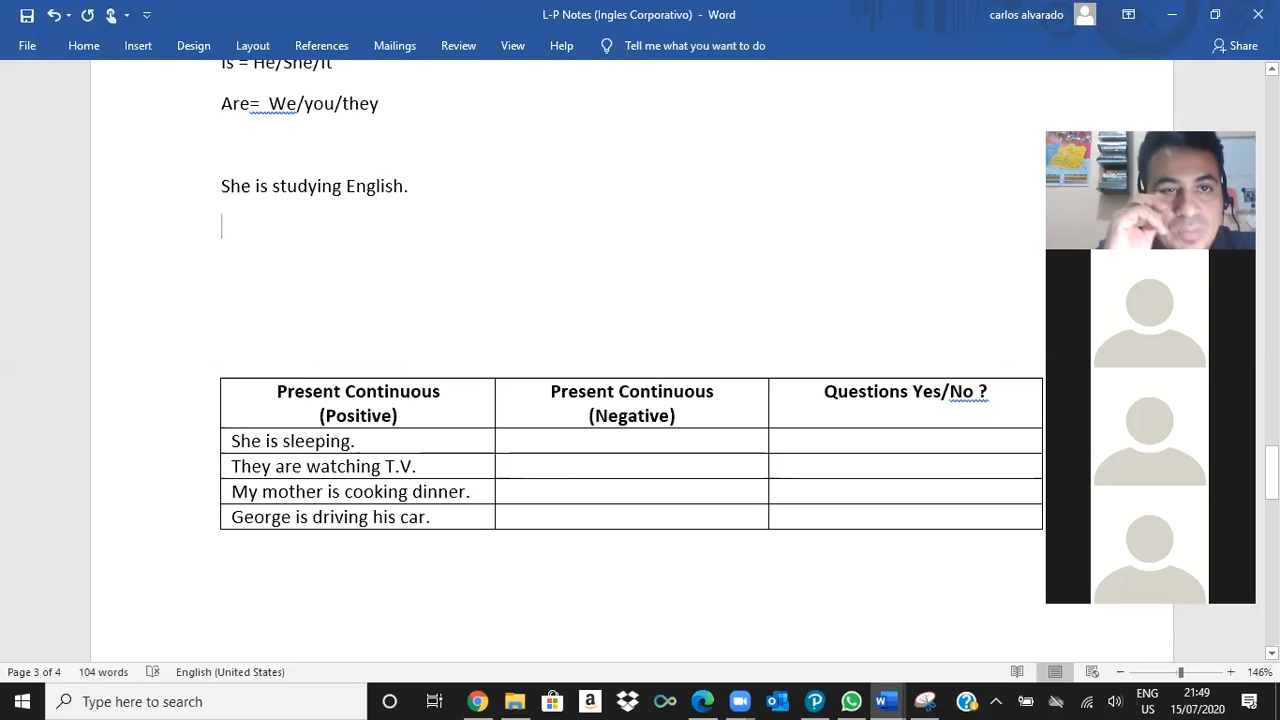 L-P Notes (Ingles Corporativo) - Word
carlos alvarado
File Home Insert Design Layout References Mailings Review View Help Tell me what you want to do Share
Is = He/She/It
Are= We/you/they
She is studying English.
Present Continuous (Positive) Present Continuous (Negative) Questions Yes/No ?
She is sleeping.
They are watching T.V.
My mother is cooking dinner.
George is driving his car.
Page 3 of 4 104 words English (United States) 146%
Type here to search
ENG 21:49
US 15/07/2020